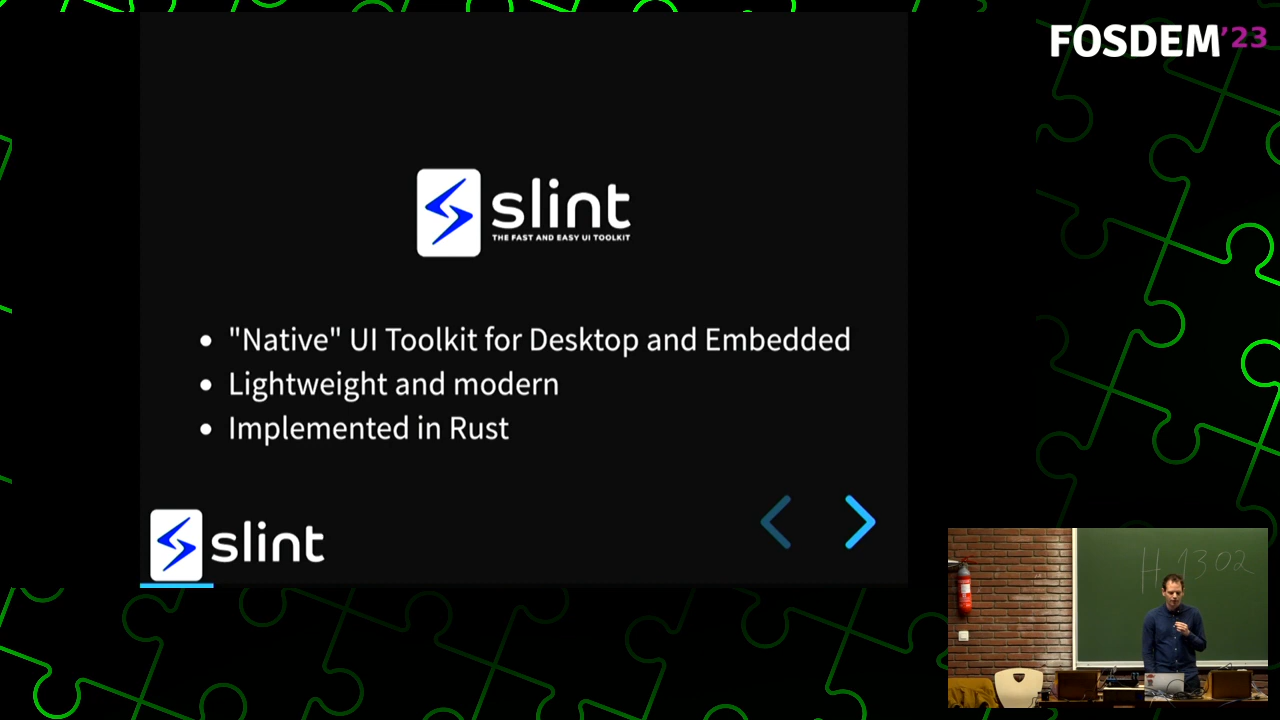 FOSDEM'23
slint
THE FAST AND EASY UI TOOLKIT
• "Native" UI Toolkit for Desktop and Embedded
• Lightweight and modern
• Implemented in Rust
slint
H.1302